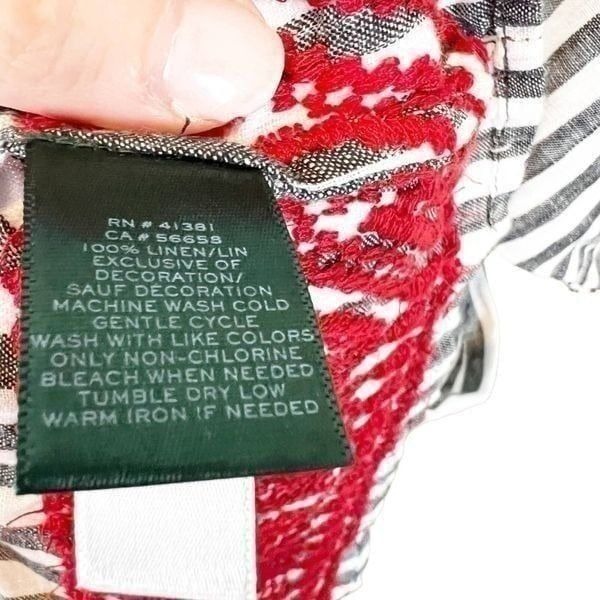 RN # 41381
CA # 56658
100% LINEN/LIN
EXCLUSIVE OF
DECORATION/
SAUF DÉCORATION
MACHINE WASH COLD
GENTLE CYCLE
WASH WITH LIKE COLORS
ONLY NON-CHLORINE
BLEACH WHEN NEEDED
TUMBLE DRY LOW
WARM IRON IF NEEDED